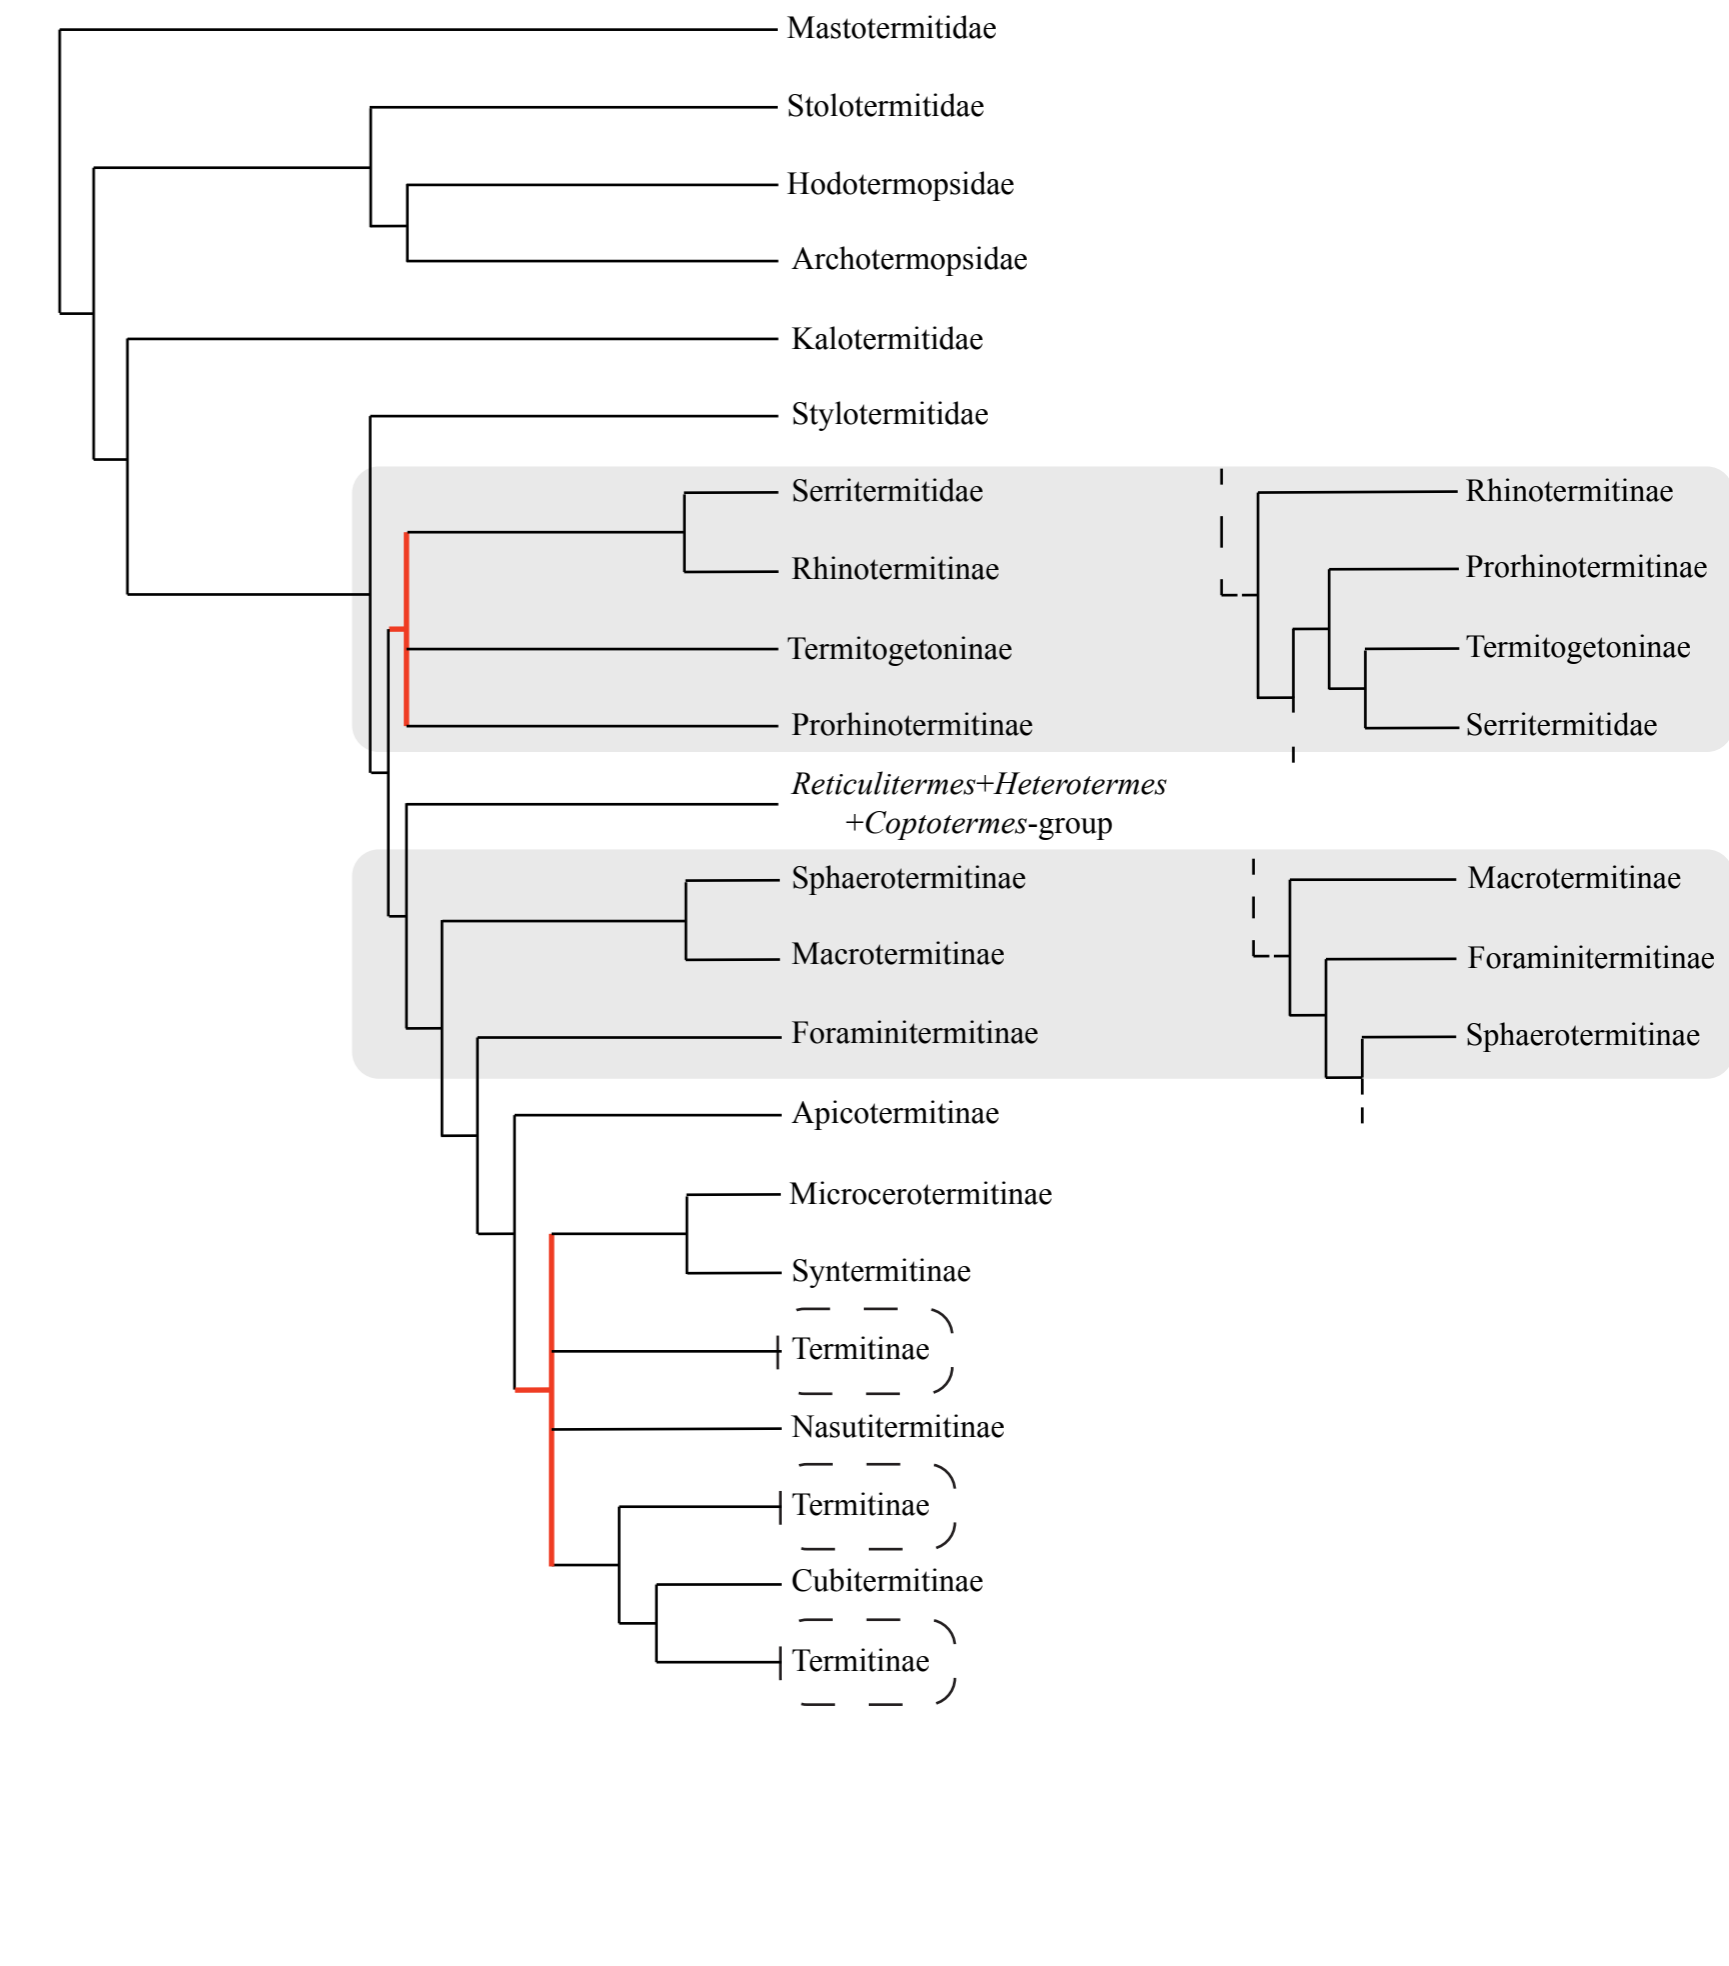 Mastotermitidae
Stolotermitidae
Hodotermopsidae
Archotermopsidae
Kalotermitidae
Stylotermitidae
Serritermitidae
Rhinotermitinae
Termitogetoninae
Prorhinotermitinae
Rhinotermitinae
Prorhinotermitinae
Termitogetoninae
Serritermitidae
Reticulitermes+Heterotermes
+Coptotermes-group
Sphaerotermitinae
Macrotermitinae
Foraminitermitinae
Macrotermitinae
Foraminitermitinae
Sphaerotermitinae
Apicotermitinae
Microcerotermitinae
Syntermitinae
Termitinae
Nasutitermitinae
Termitinae
Cubitermitinae
Termitinae